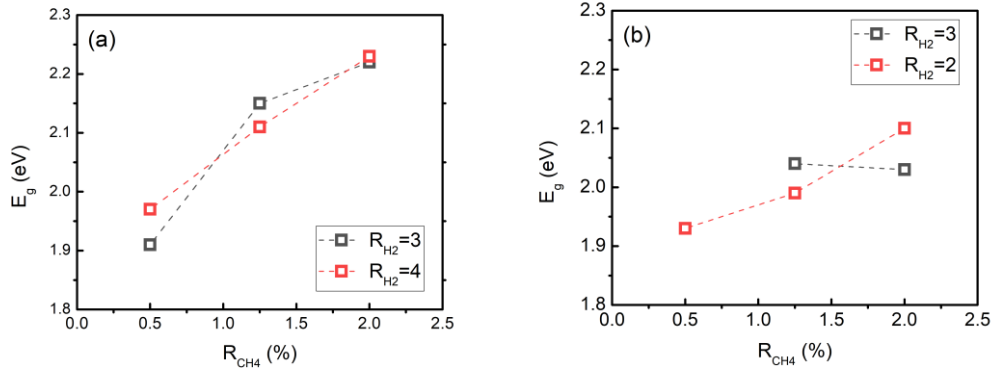 (a)
2.3
2.2
2.1
2.0
1.9
1.8
E_g (eV)
0.0 0.5 1.0 1.5 2.0 2.5
R_CH4 (%)
R_H2=3
R_H2=4
(b)
2.3
2.2
2.1
2.0
1.9
1.8
E_g (eV)
0.0 0.5 1.0 1.5 2.0 2.5
R_CH4 (%)
R_H2=3
R_H2=2